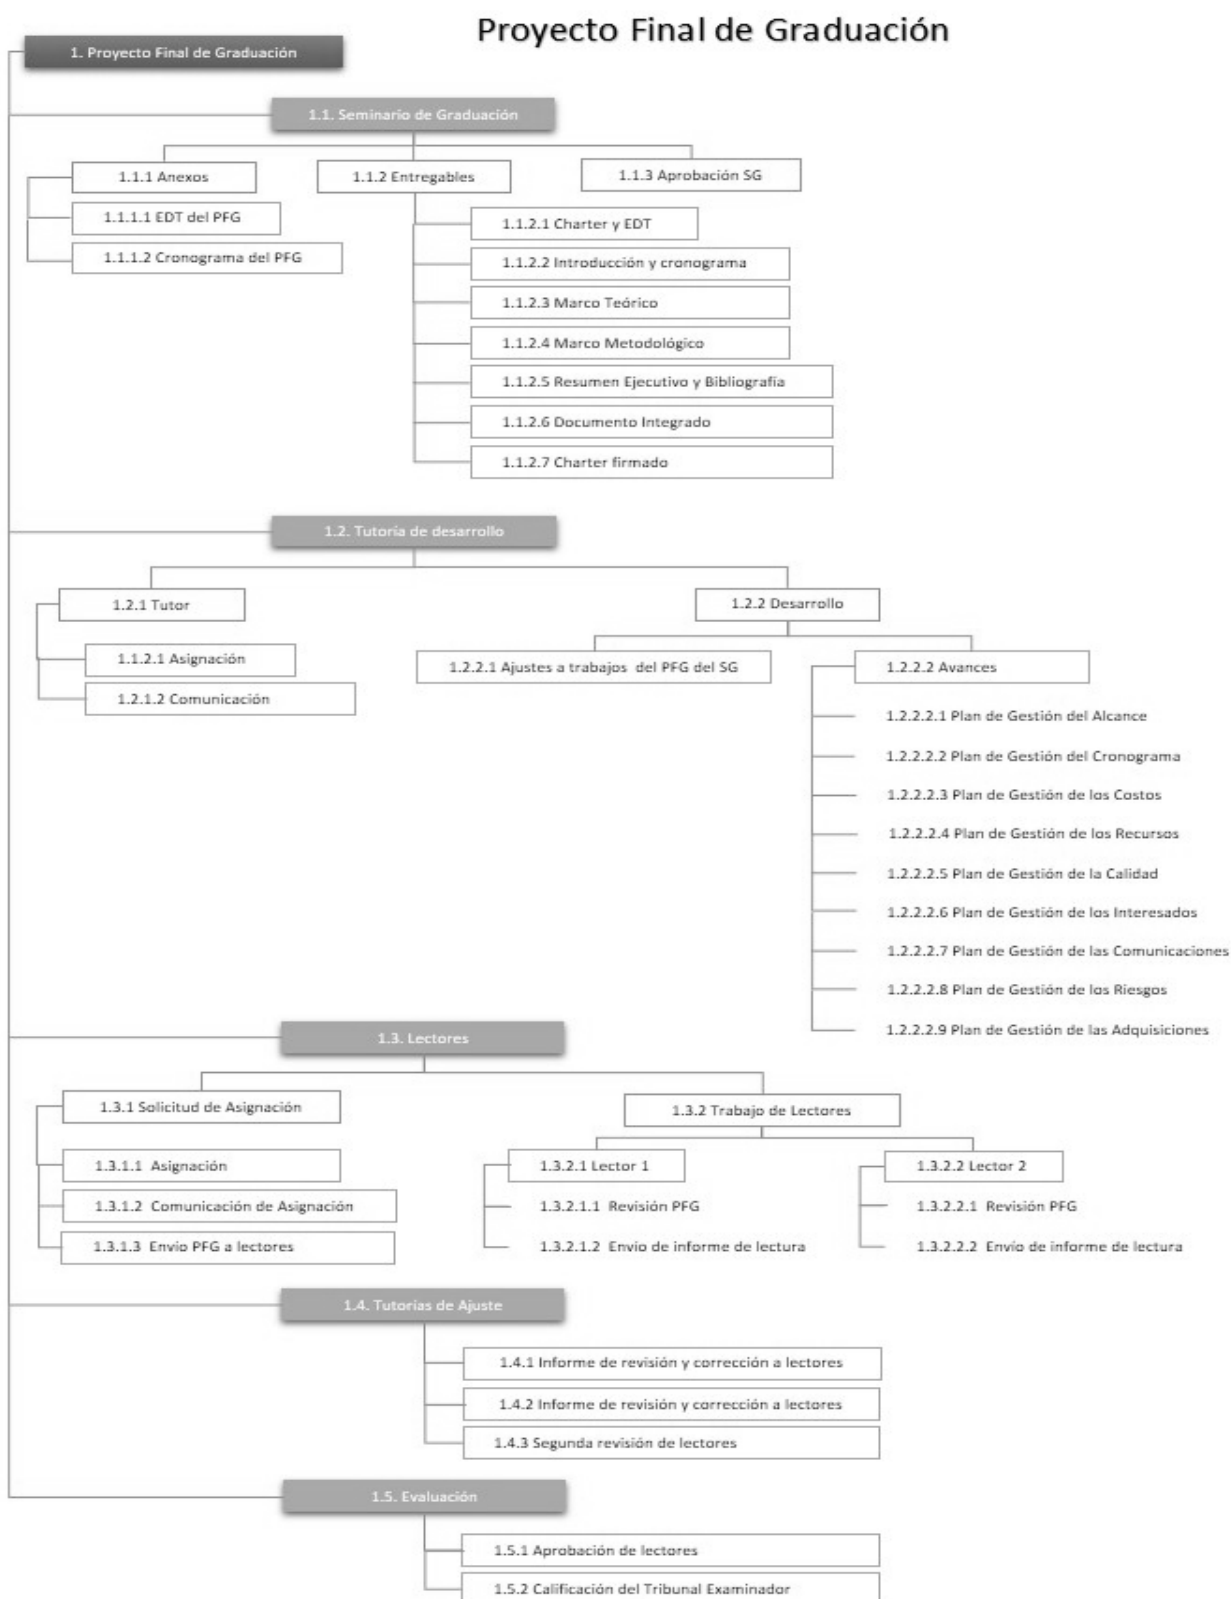 Proyecto Final de Graduación
1. Proyecto Final de Graduación
1.1. Seminario de Graduación
1.1.1 Anexos
1.1.2 Entregables
1.1.3 Aprobación SG
1.1.1.1 EDT del PFG
1.1.1.2 Cronograma del PFG
1.1.2.1 Charter y EDT
1.1.2.2 Introducción y cronograma
1.1.2.3 Marco Teórico
1.1.2.4 Marco Metodológico
1.1.2.5 Resumen Ejecutivo y Bibliografía
1.1.2.6 Documento Integrado
1.1.2.7 Charter firmado
1.2. Tutoría de desarrollo
1.2.1 Tutor
1.2.2 Desarrollo
1.1.2.1 Asignación
1.2.1.2 Comunicación
1.2.2.1 Ajustes a trabajos del PFG del SG
1.2.2.2 Avances
1.2.2.2.1 Plan de Gestión del Alcance
1.2.2.2.2 Plan de Gestión del Cronograma
1.2.2.2.3 Plan de Gestión de los Costos
1.2.2.2.4 Plan de Gestión de los Recursos
1.2.2.2.5 Plan de Gestión de la Calidad
1.2.2.2.6 Plan de Gestión de los Interesados
1.2.2.2.7 Plan de Gestión de las Comunicaciones
1.2.2.2.8 Plan de Gestión de los Riesgos
1.2.2.2.9 Plan de Gestión de las Adquisiciones
1.3. Lectores
1.3.1 Solicitud de Asignación
1.3.2 Trabajo de Lectores
1.3.1.1 Asignación
1.3.1.2 Comunicación de Asignación
1.3.1.3 Envio PFG a lectores
1.3.2.1 Lector 1
1.3.2.1.1 Revisión PFG
1.3.2.1.2 Envio de informe de lectura
1.3.2.2 Lector 2
1.3.2.2.1 Revisión PFG
1.3.2.2.2 Envío de informe de lectura
1.4. Tutorías de Ajuste
1.4.1 Informe de revisión y corrección a lectores
1.4.2 Informe de revisión y corrección a lectores
1.4.3 Segunda revisión de lectores
1.5. Evaluación
1.5.1 Aprobación de lectores
1.5.2 Calificación del Tribunal Examinador